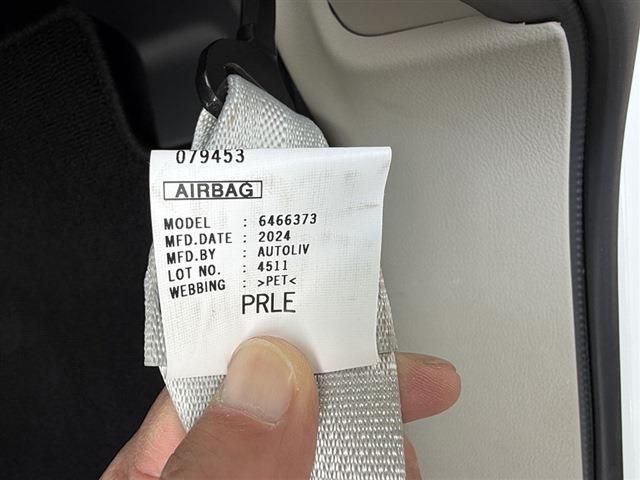 079453
AIRBAG
MODEL : 6466373
MFD.DATE : 2024
MFD.BY : AUTOLIV
LOT NO. : 4511
WEBBING : >PET<
PRLE